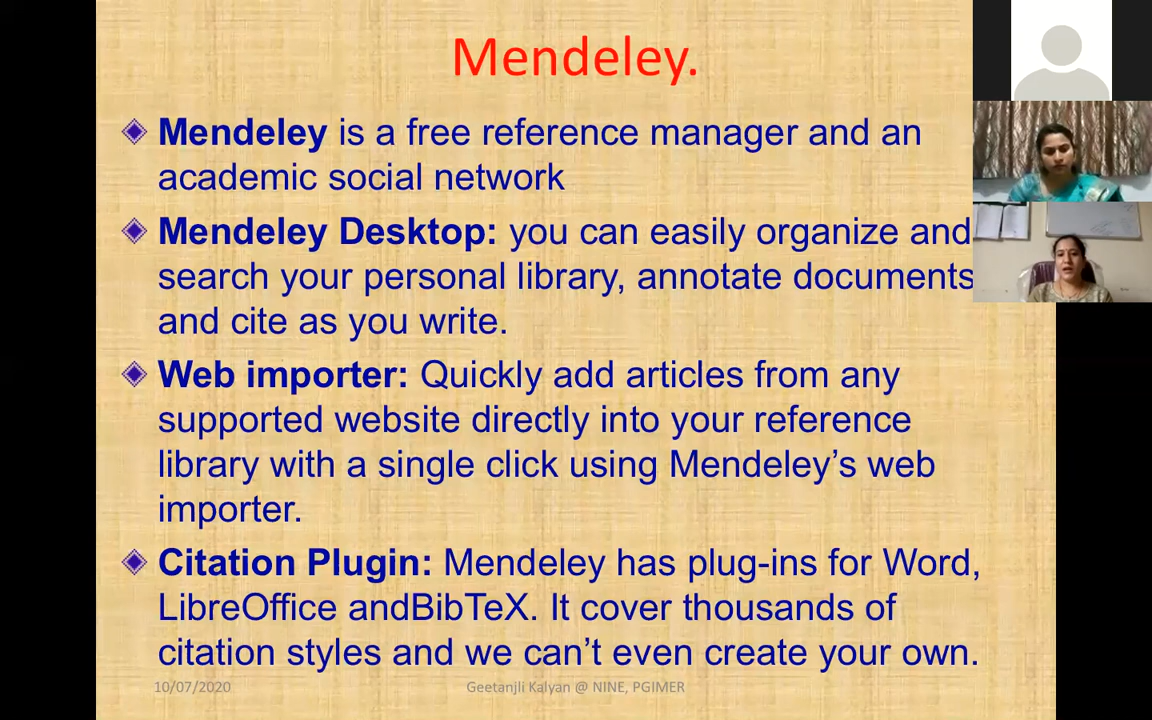 Mendeley.
Mendeley is a free reference manager and an
academic social network
Mendeley Desktop: you can easily organize and
search your personal library, annotate documents
and cite as you write.
Web importer: Quickly add articles from any
supported website directly into your reference
library with a single click using Mendeley’s web
importer.
Citation Plugin: Mendeley has plug-ins for Word,
LibreOffice andBibTeX. It cover thousands of
citation styles and we can’t even create your own.
10/07/2020
Geetanjli Kalyan @ NINE, PGIMER